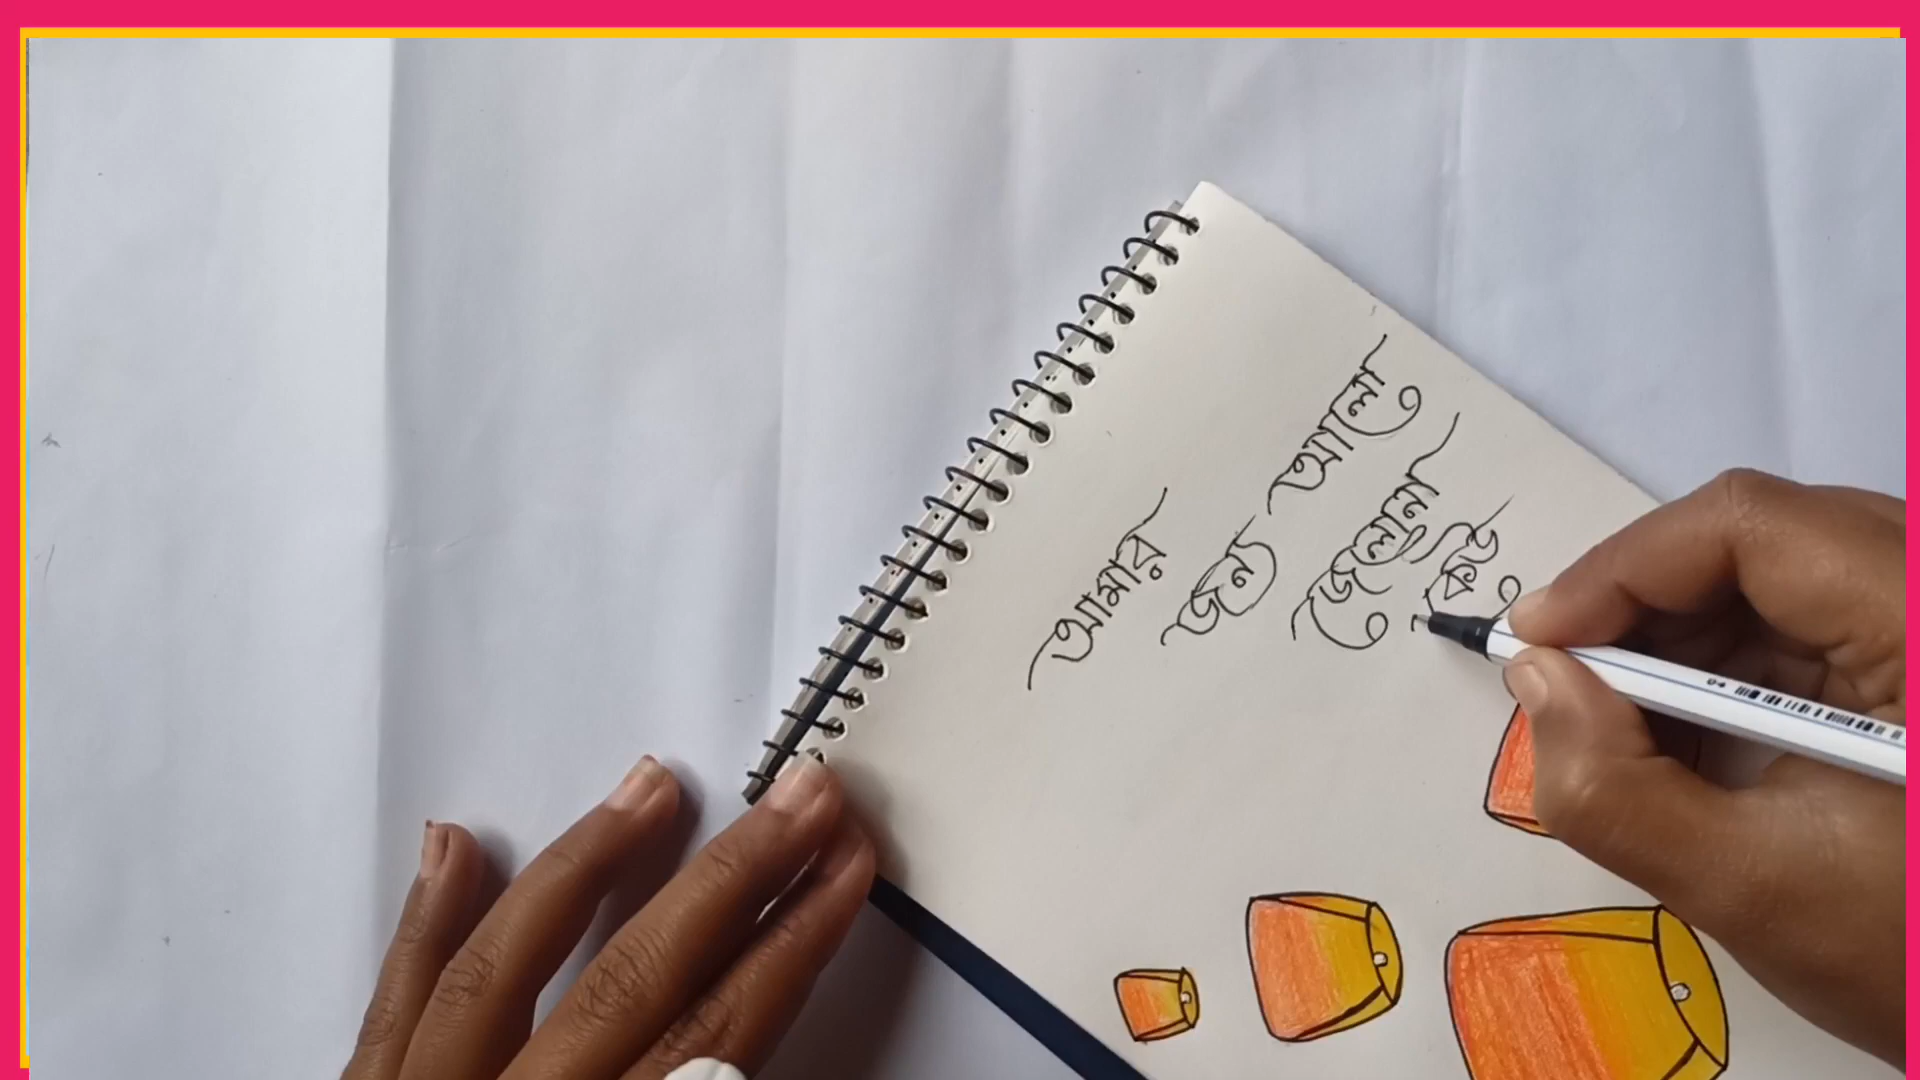 আমার
জন্য আলো
জেলোনা
কেউ